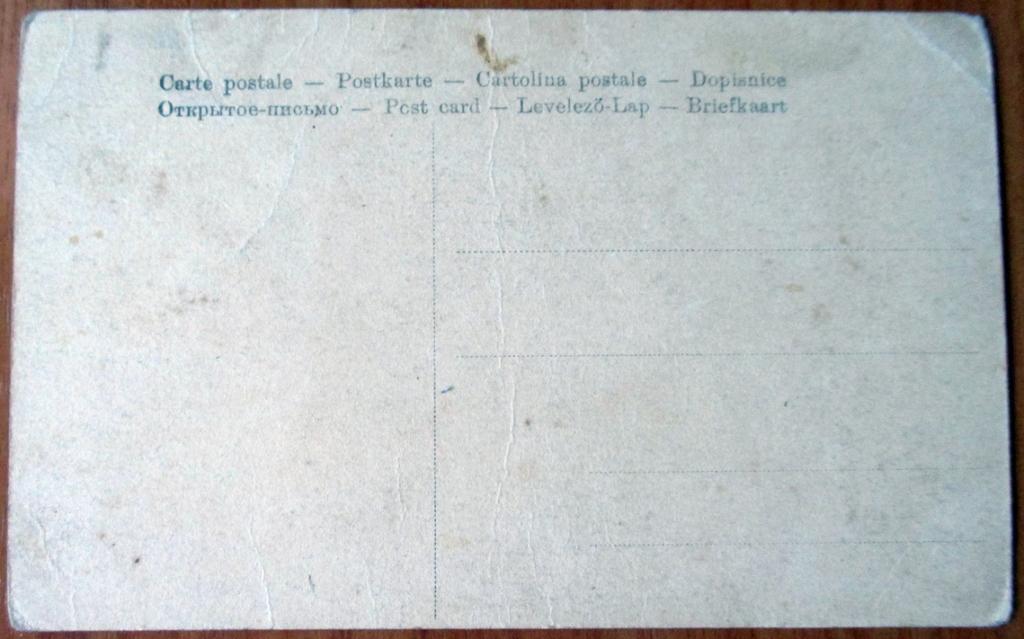 Carte postale — Postkarte — Cartolina postale — Dopisnice
Открытое-письмо — Post card — Levelező-Lap — Briefkaart